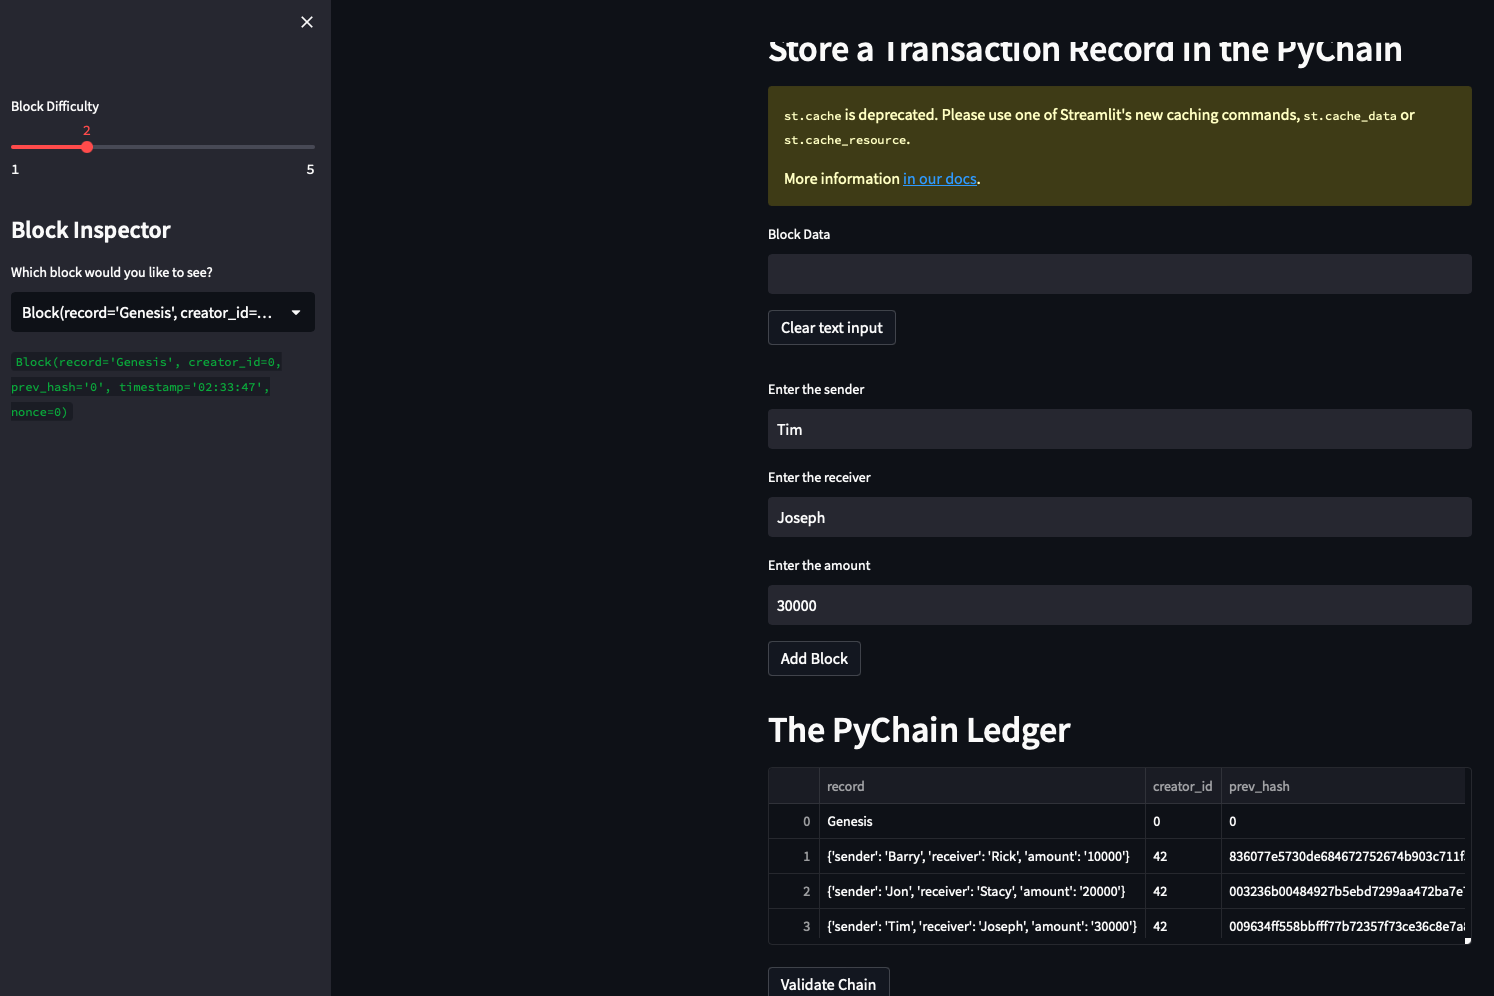 Block Difficulty
2
1 5
Block Inspector
Which block would you like to see?
Block(record='Genesis', creator_id=...
Block(record='Genesis', creator_id=0,
prev_hash='0', timestamp='02:33:47',
nonce=0)
Store a Transaction Record in the PyChain
st.cache is deprecated. Please use one of Streamlit's new caching commands, st.cache_data or
st.cache_resource.
More information in our docs.
Block Data
Clear text input
Enter the sender
Tim
Enter the receiver
Joseph
Enter the amount
30000
Add Block
The PyChain Ledger
record creator_id prev_hash
0 Genesis 0 0
1 {'sender': 'Barry', 'receiver': 'Rick', 'amount': '10000'} 42 836077e5730de684672752674b903c711f
2 {'sender': 'Jon', 'receiver': 'Stacy', 'amount': '20000'} 42 003236b00484927b5ebd7299aa472ba7e
3 {'sender': 'Tim', 'receiver': 'Joseph', 'amount': '30000'} 42 009634ff558bbfff77b72357f73ce36c8e7a
Validate Chain